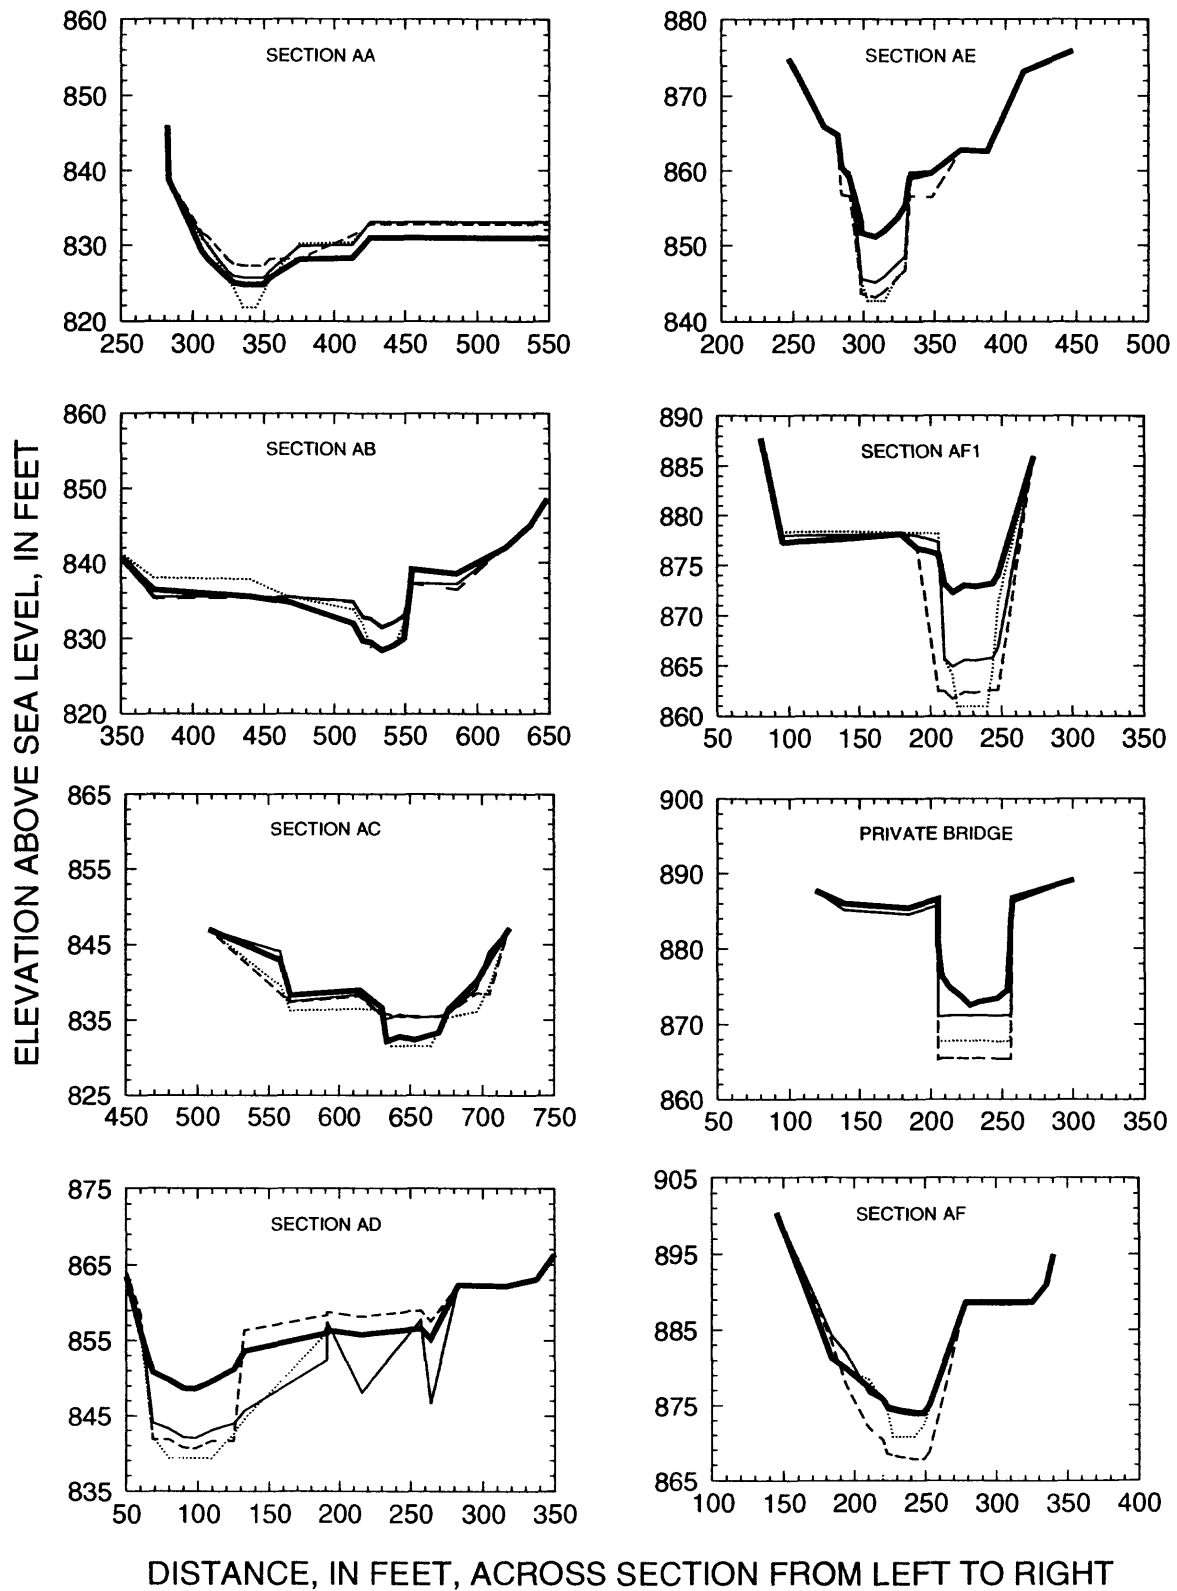 ELEVATION ABOVE SEA LEVEL, IN FEET
SECTION AA
860
850
840
830
820
250 300 350 400 450 500 550
SECTION AE
880
870
860
850
840
200 250 300 350 400 450 500
SECTION AB
860
850
840
830
820
350 400 450 500 550 600 650
SECTION AF1
890
885
880
875
870
865
860
50 100 150 200 250 300 350
SECTION AC
865
855
845
835
825
450 500 550 600 650 700 750
PRIVATE BRIDGE
900
890
880
870
860
50 100 150 200 250 300 350
SECTION AD
875
865
855
845
835
50 100 150 200 250 300 350
SECTION AF
905
895
885
875
865
100 150 200 250 300 350 400
DISTANCE, IN FEET, ACROSS SECTION FROM LEFT TO RIGHT